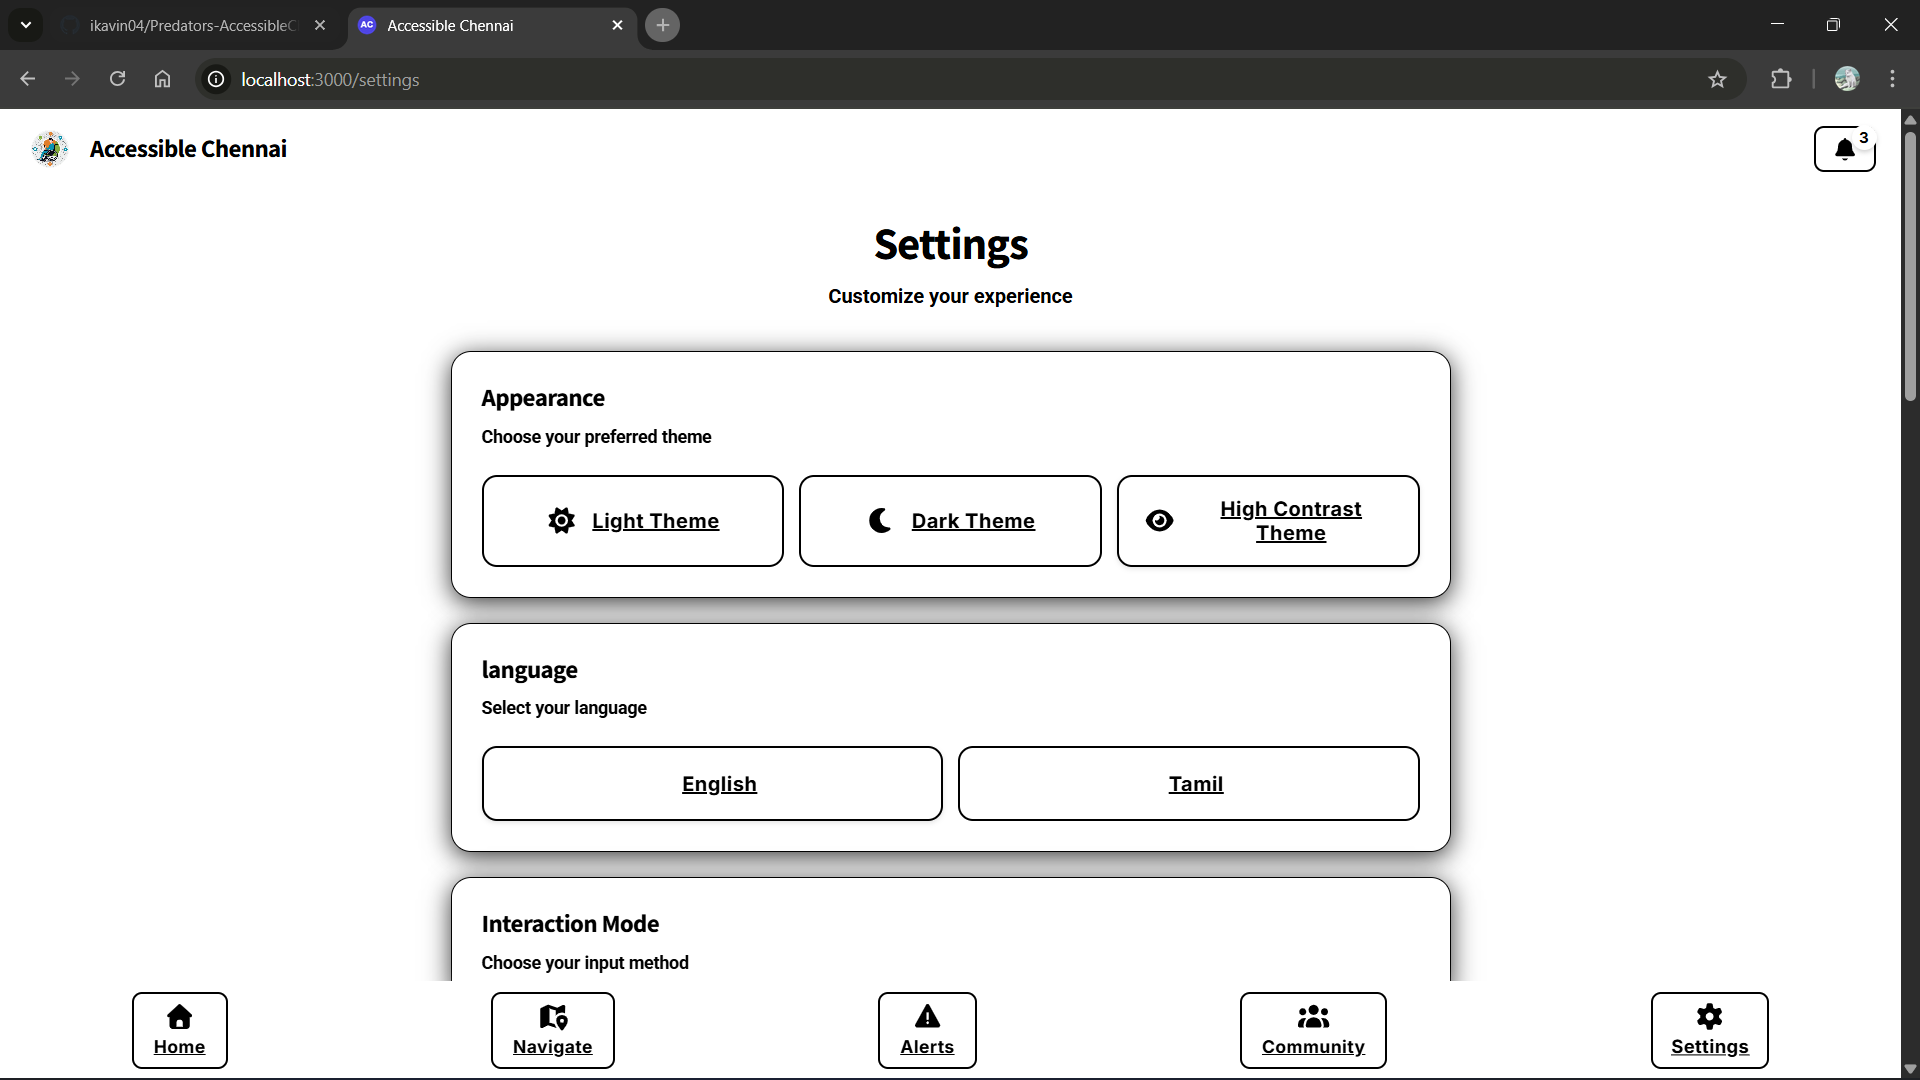 ikavin04/Predators-AccessibleC
AC Accessible Chennai
localhost:3000/settings
Accessible Chennai
3
Settings
Customize your experience
Appearance
Choose your preferred theme
Light Theme
Dark Theme
High Contrast
Theme
language
Select your language
English
Tamil
Interaction Mode
Choose your input method
Home
Navigate
Alerts
Community
Settings